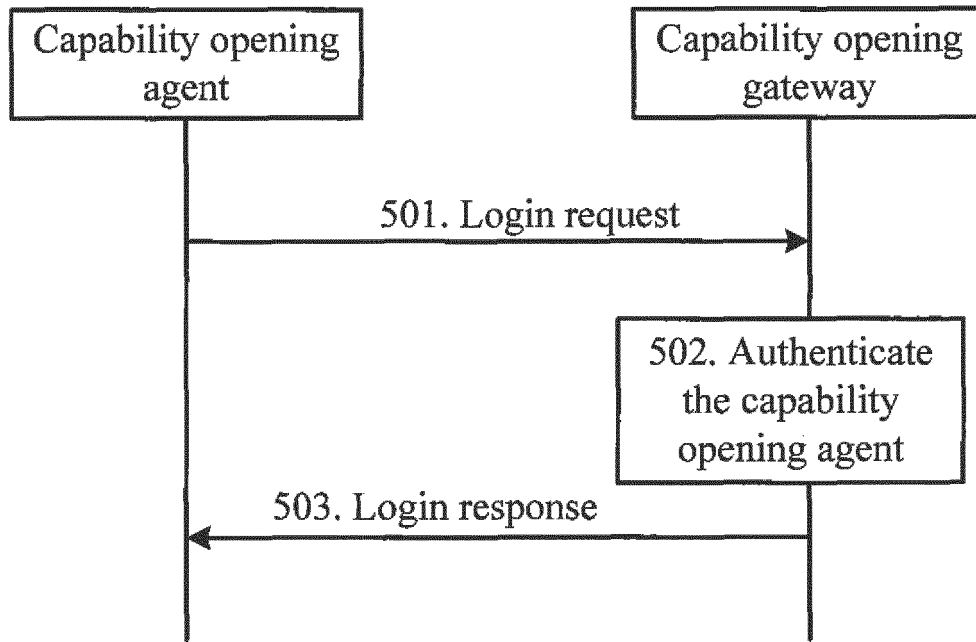 Capability opening
agent
Capability opening
gateway
501. Login request
502. Authenticate
the capability
opening agent
503. Login response